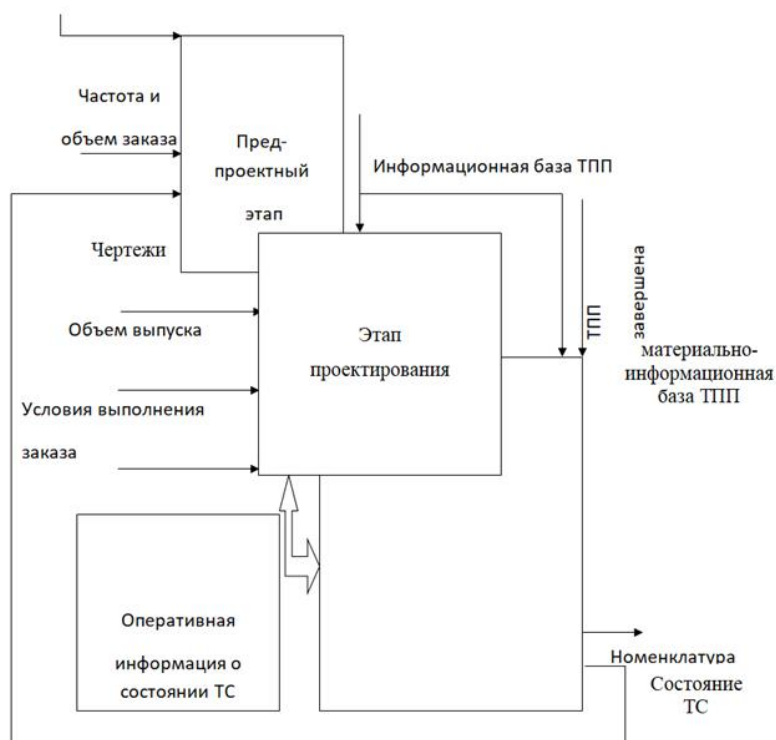 Частота и
объем заказа
Пред-
проектный
этап
Информационная база ТПП
Чертежи
ТПП
завершена
Объем выпуска
Этап
проектирования
материально-
информационная
база ТПП
Условия выполнения
заказа
Оперативная
информация о
состоянии ТС
Номенклатура
Состояние
ТС